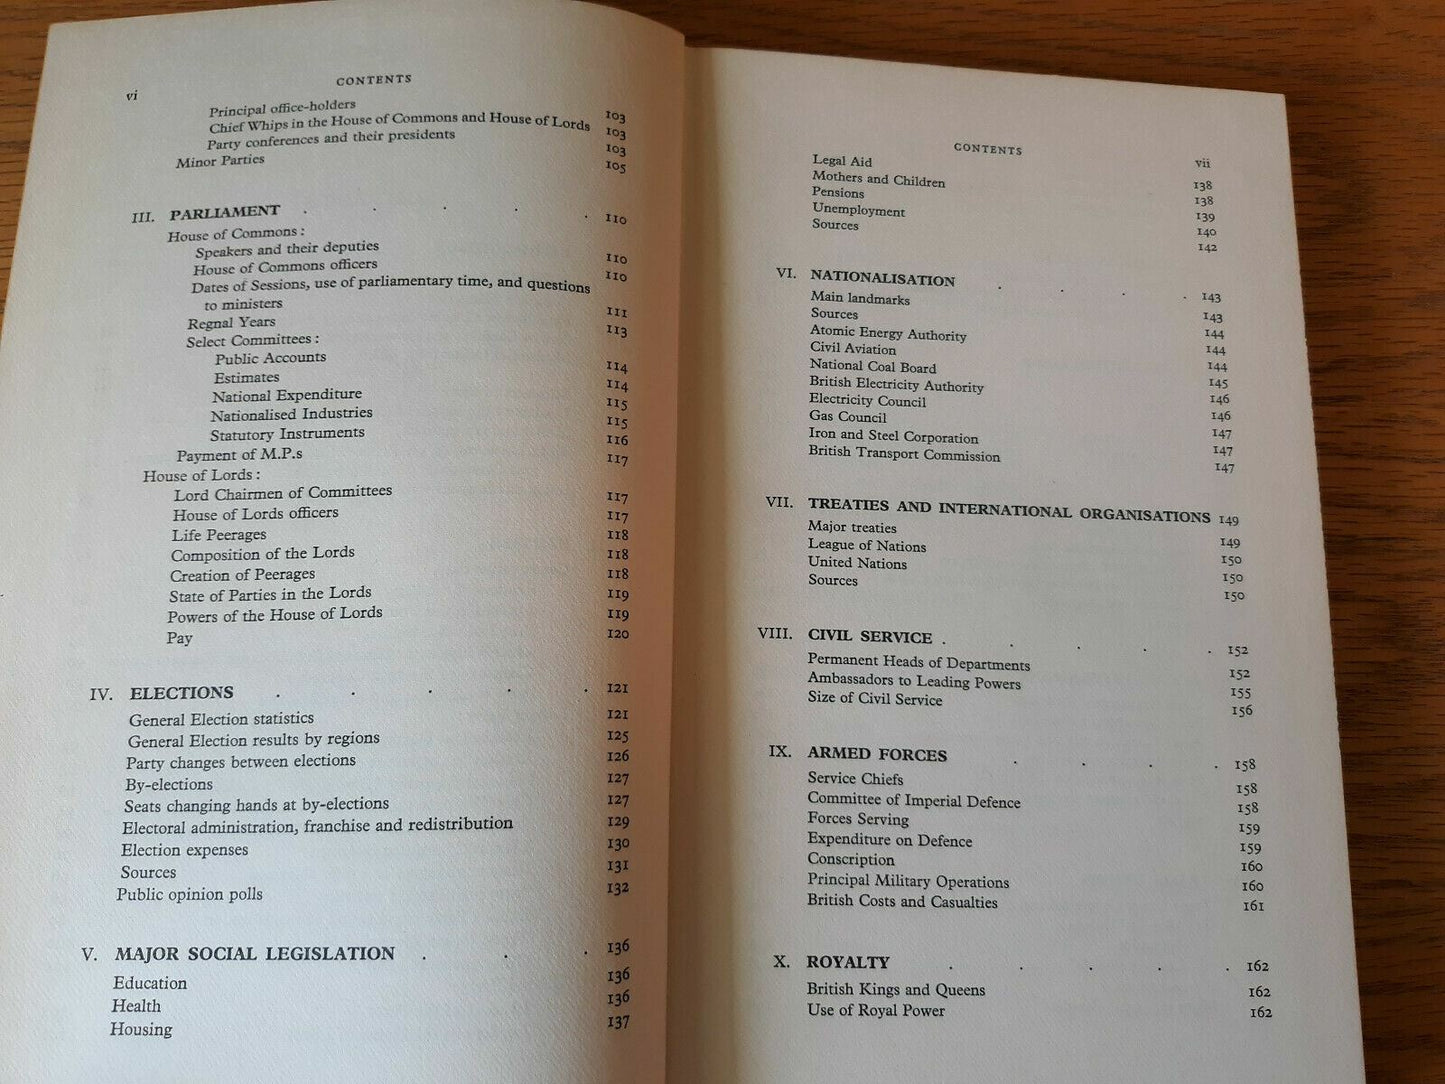 vi CONTENTS
Principal office-holders 103
Chief Whips in the House of Commons and House of Lords 103
Party conferences and their presidents 103
Minor Parties 105
III. PARLIAMENT . . . . . 110
House of Commons :
Speakers and their deputies 110
House of Commons officers 110
Dates of Sessions, use of parliamentary time, and questions
to ministers 111
Regnal Years 113
Select Committees :
Public Accounts 114
Estimates 114
National Expenditure 115
Nationalised Industries 115
Statutory Instruments 116
Payment of M.P.s 117
House of Lords :
Lord Chairmen of Committees 117
House of Lords officers 117
Life Peerages 118
Composition of the Lords 118
Creation of Peerages 118
State of Parties in the Lords 119
Powers of the House of Lords 119
Pay 120
IV. ELECTIONS . . . . . 121
General Election statistics 121
General Election results by regions 125
Party changes between elections 126
By-elections 127
Seats changing hands at by-elections 127
Electoral administration, franchise and redistribution 129
Election expenses 130
Sources 131
Public opinion polls 132
V. MAJOR SOCIAL LEGISLATION . . . 136
Education 136
Health 136
Housing 137
CONTENTS vii
Legal Aid 138
Mothers and Children 138
Pensions 139
Unemployment 140
Sources 142
VI. NATIONALISATION . . . . 143
Main landmarks 143
Sources 144
Atomic Energy Authority 144
Civil Aviation 144
National Coal Board 145
British Electricity Authority 146
Electricity Council 146
Gas Council 147
Iron and Steel Corporation 147
British Transport Commission 147
VII. TREATIES AND INTERNATIONAL ORGANISATIONS 149
Major treaties 149
League of Nations 150
United Nations 150
Sources 150
VIII. CIVIL SERVICE . . . . . 152
Permanent Heads of Departments 152
Ambassadors to Leading Powers 155
Size of Civil Service 156
IX. ARMED FORCES . . . . 158
Service Chiefs 158
Committee of Imperial Defence 158
Forces Serving 159
Expenditure on Defence 159
Conscription 160
Principal Military Operations 160
British Costs and Casualties 161
X. ROYALTY . . . . . 162
British Kings and Queens 162
Use of Royal Power 162